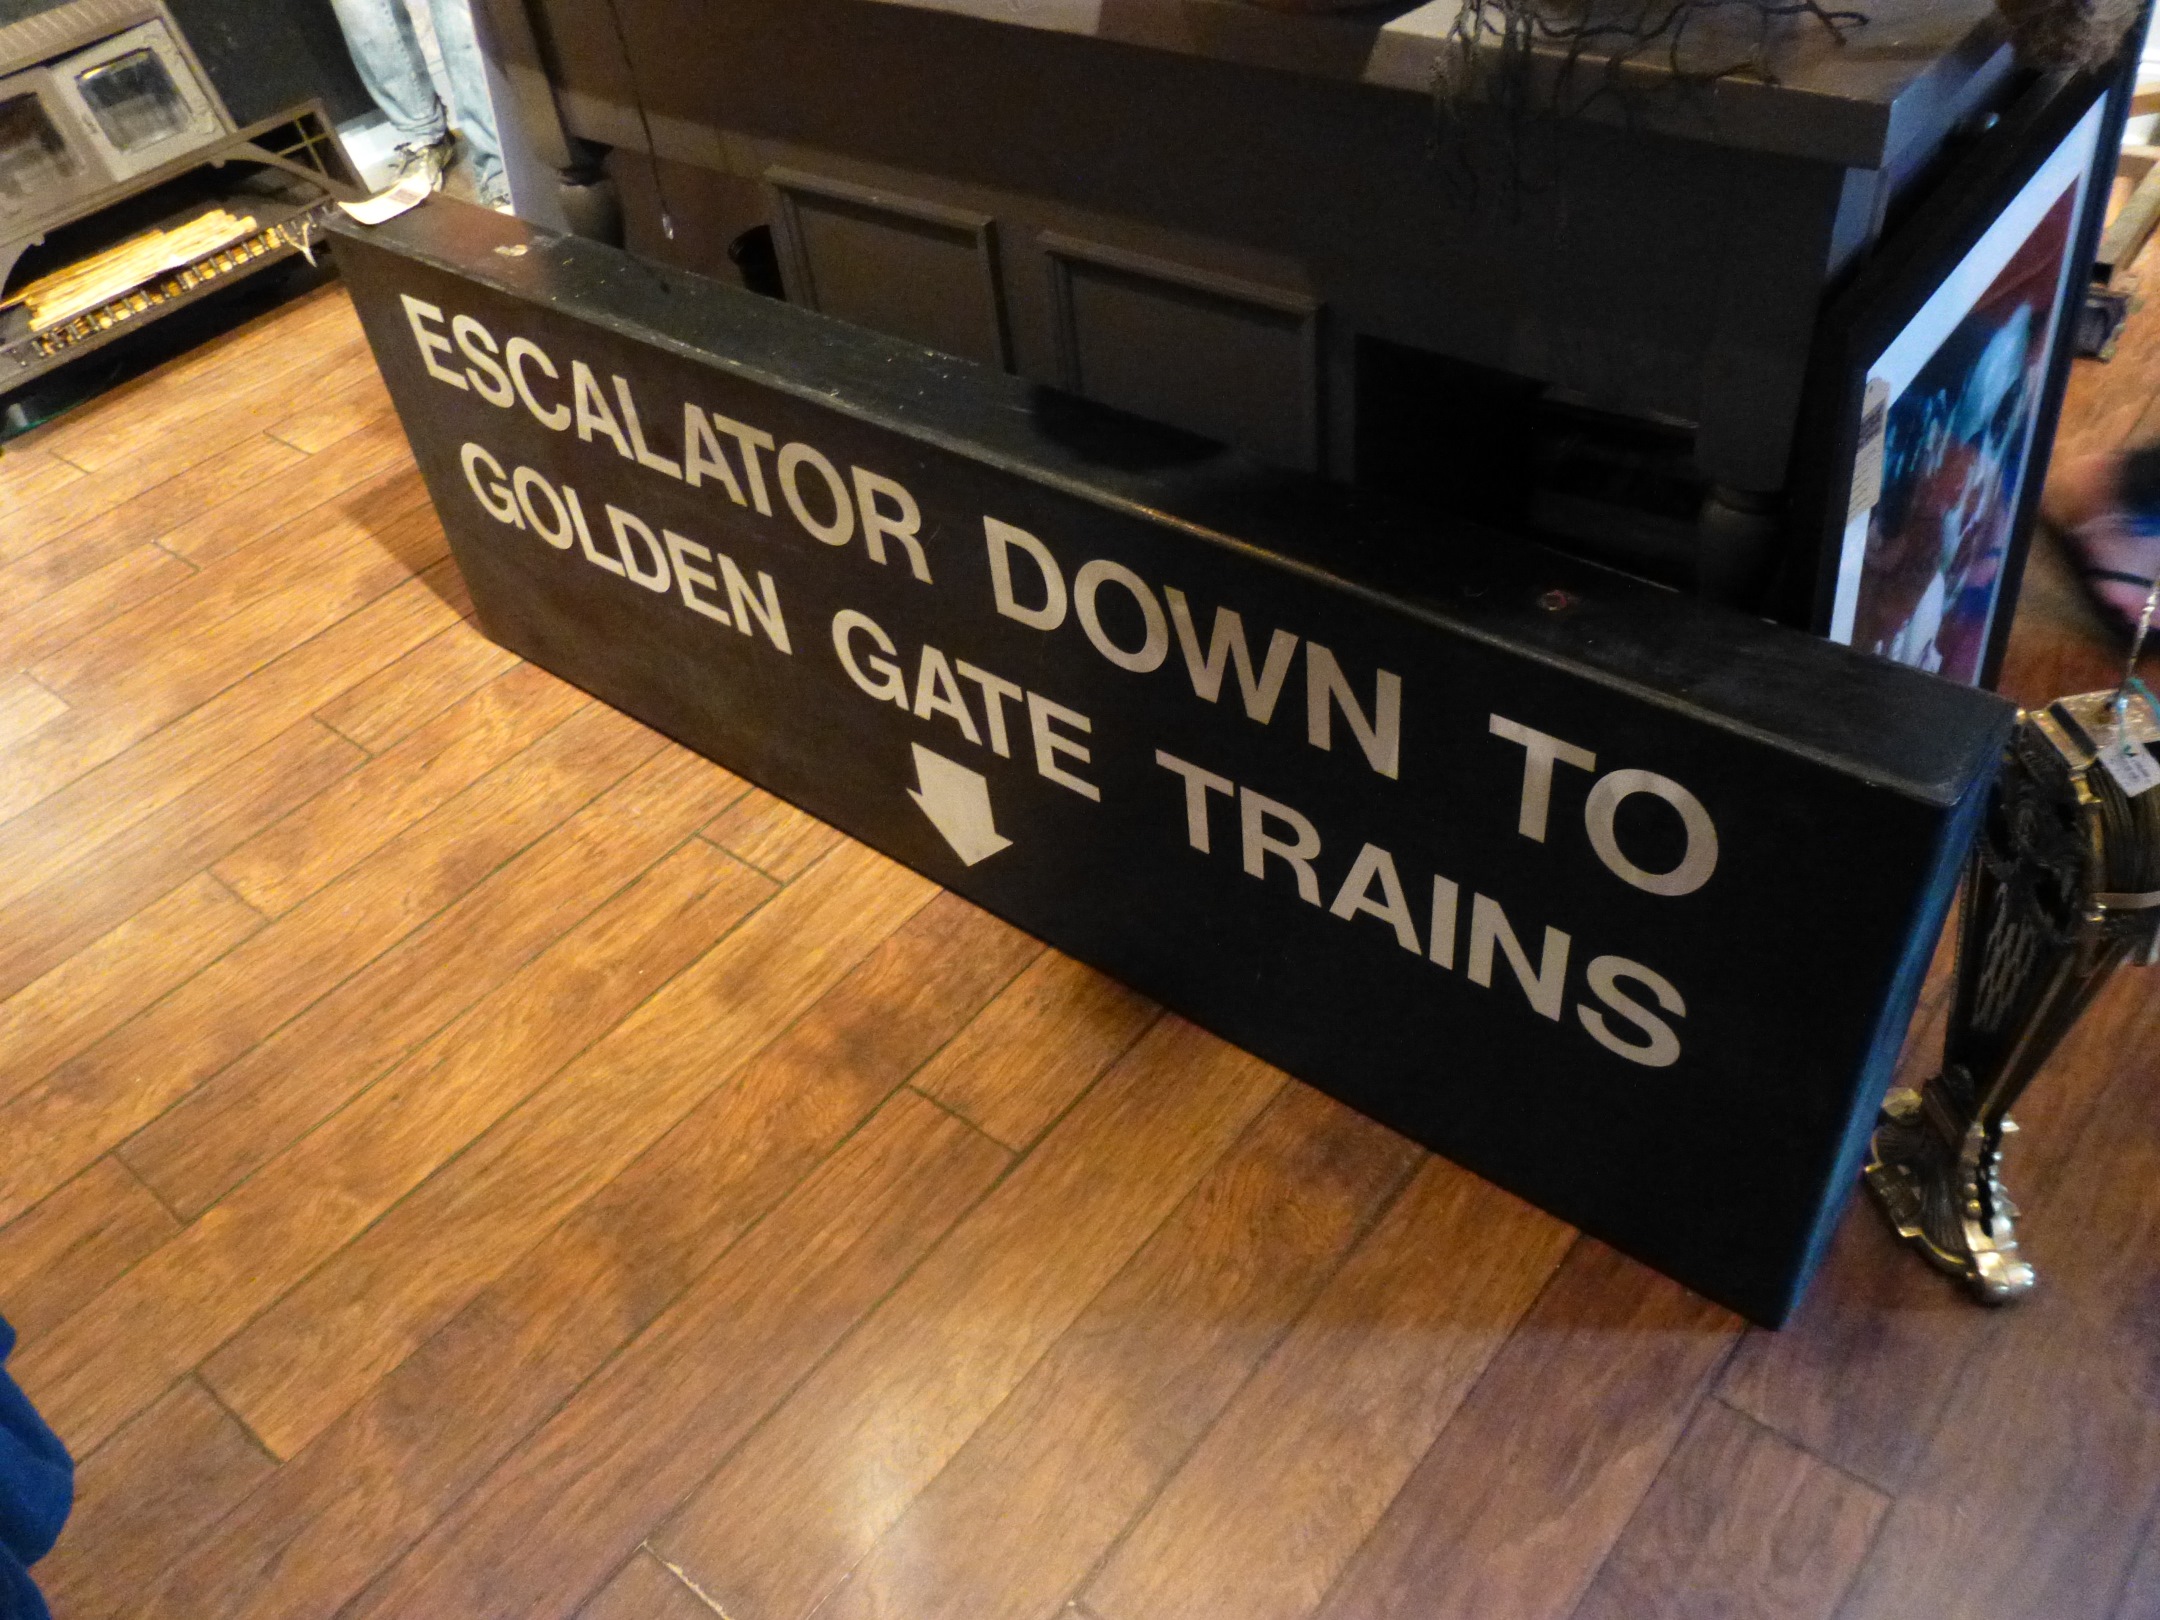 ESCALATOR DOWN TO
GOLDEN GATE TRAINS